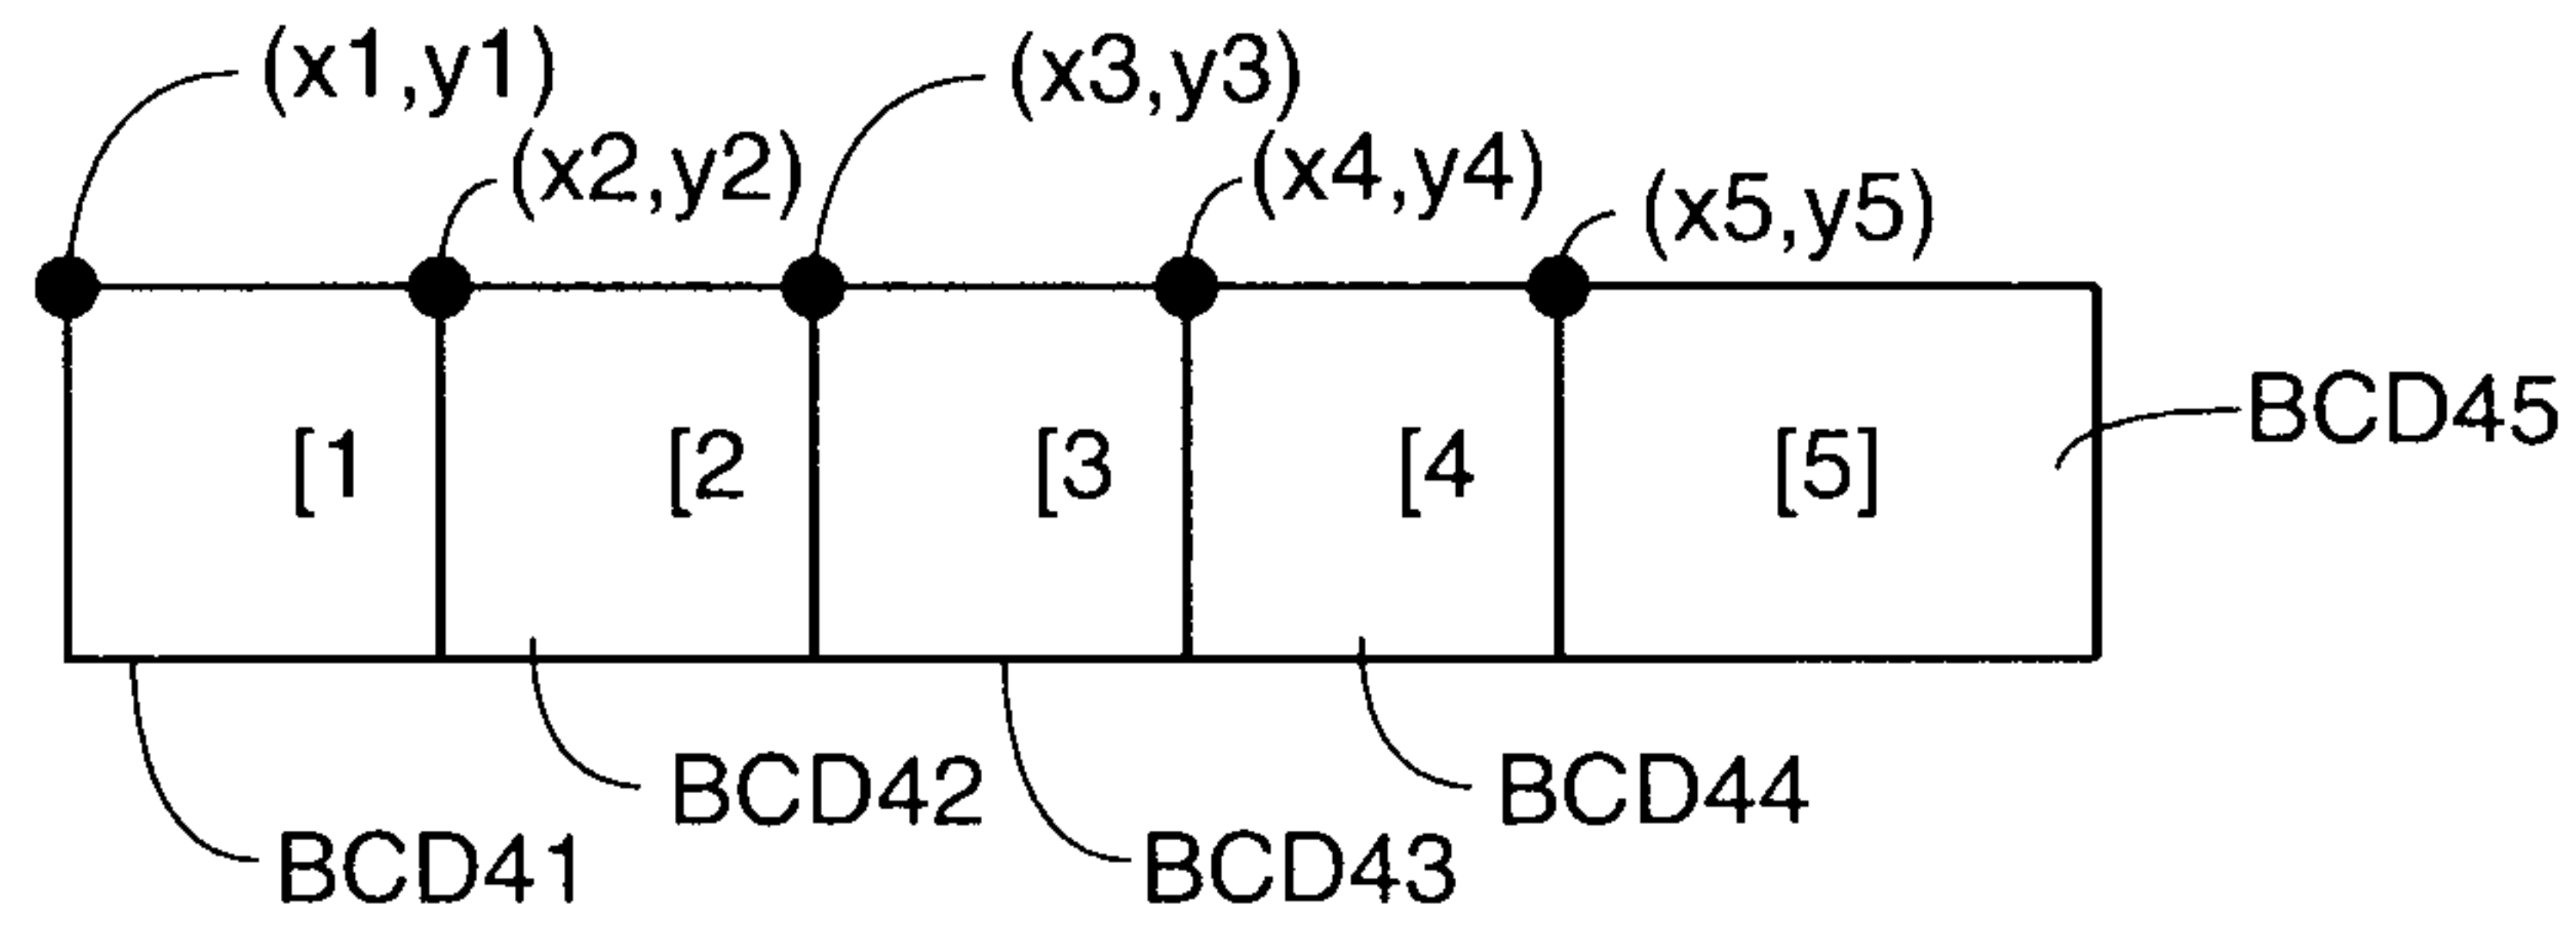 (x1,y1) (x3,y3)
(x2,y2) (x4,y4) (x5,y5)
[1 [2 [3 [4 [5] BCD45
BCD42 BCD44
BCD41 BCD43